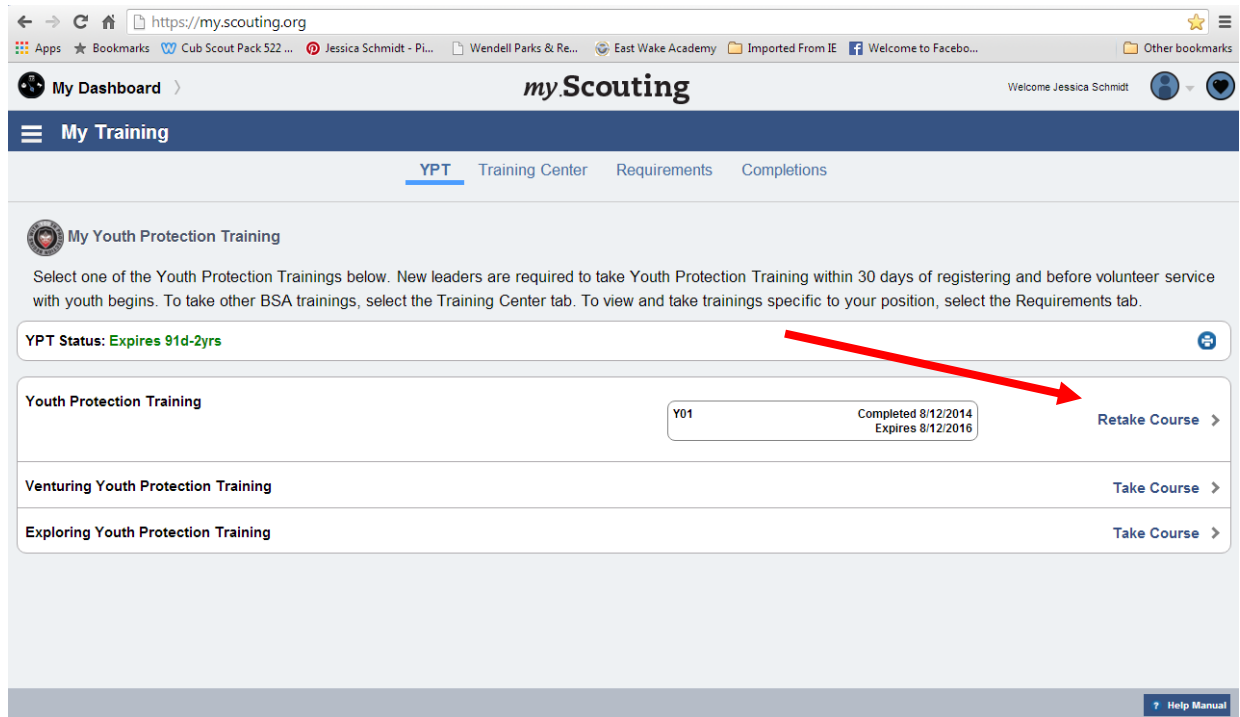 https://my.scouting.org
Apps Bookmarks Cub Scout Pack 522 ... Jessica Schmidt - Pi... Wendell Parks & Re... East Wake Academy Imported From IE Welcome to Facebo... Other bookmarks
My Dashboard my.Scouting Welcome Jessica Schmidt
My Training
YPT Training Center Requirements Completions
My Youth Protection Training
Select one of the Youth Protection Trainings below. New leaders are required to take Youth Protection Training within 30 days of registering and before volunteer service
with youth begins. To take other BSA trainings, select the Training Center tab. To view and take trainings specific to your position, select the Requirements tab.
YPT Status: Expires 91d-2yrs
Youth Protection Training
Y01 Completed 8/12/2014
Expires 8/12/2016
Retake Course
Venturing Youth Protection Training Take Course
Exploring Youth Protection Training Take Course
? Help Manual